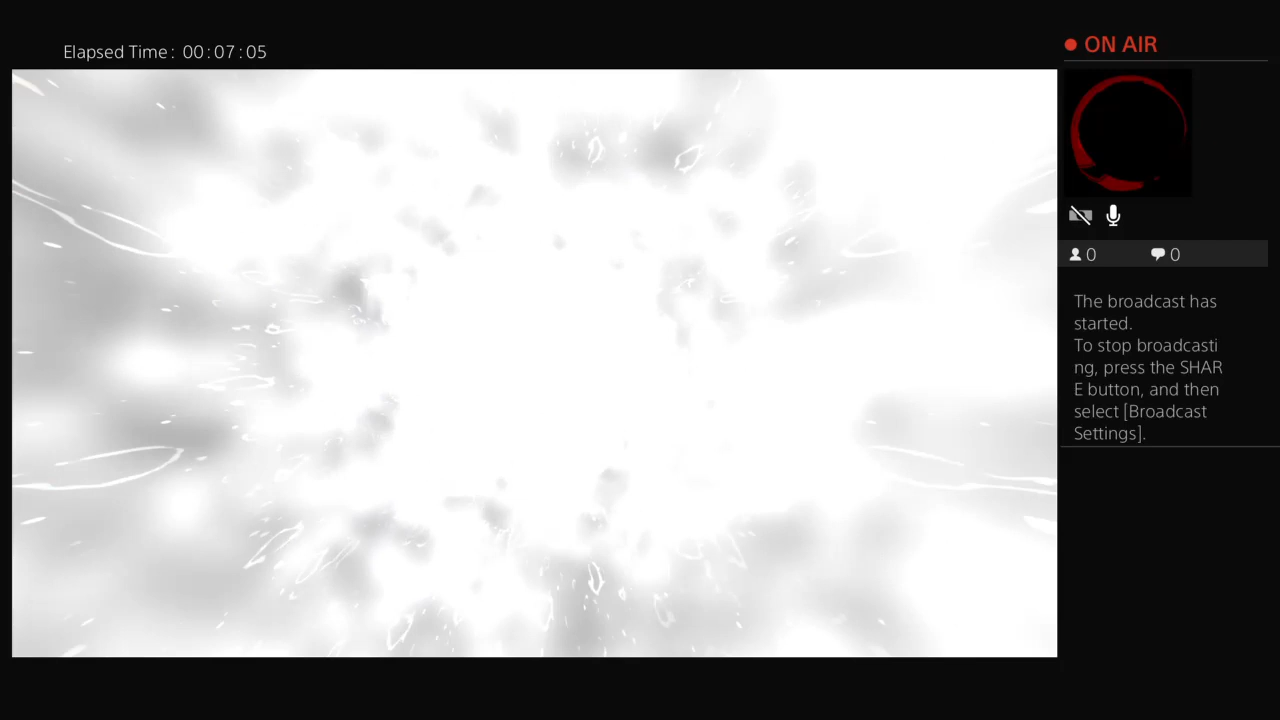 Elapsed Time: 00:07:05
ON AIR
0
0
The broadcast has
started.
To stop broadcasti
ng, press the SHAR
E button, and then
select [Broadcast
Settings].